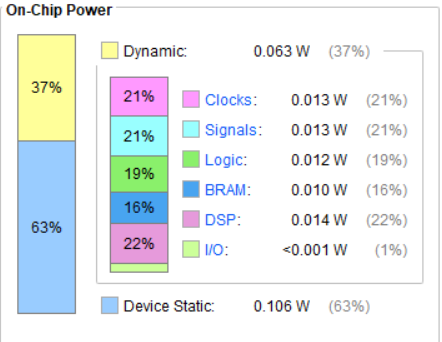 On-Chip Power
Dynamic: 0.063 W (37%)
37%
21% Clocks: 0.013 W (21%)
21% Signals: 0.013 W (21%)
19% Logic: 0.012 W (19%)
16% BRAM: 0.010 W (16%)
63%
22% DSP: 0.014 W (22%)
I/O: <0.001 W (1%)
Device Static: 0.106 W (63%)